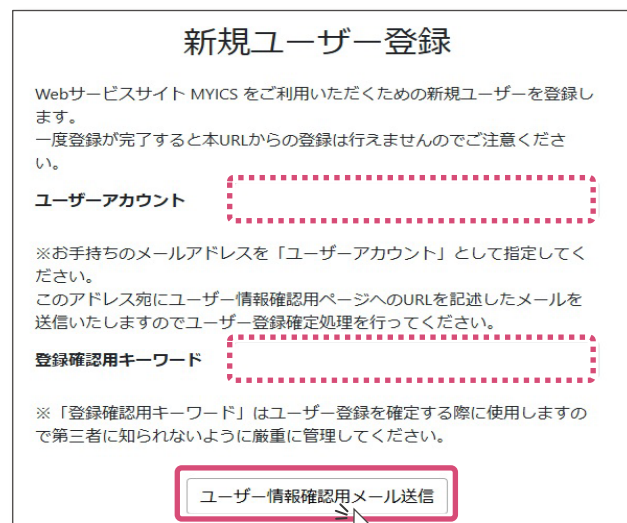 新規ユーザー登録
Webサービスサイト MYICS をご利用いただくための新規ユーザーを登録し
ます。
一度登録が完了すると本URLからの登録は行えませんのでご注意くださ
い。
ユーザーアカウント
※お手持ちのメールアドレスを「ユーザーアカウント」として指定してく
ださい。
このアドレス宛にユーザー情報確認用ページへのURLを記述したメールを
送信いたしますのでユーザー登録確定処理を行ってください。
登録確認用キーワード
※「登録確認用キーワード」はユーザー登録を確定する際に使用しますの
で第三者に知られないように厳重に管理してください。
ユーザー情報確認用メール送信